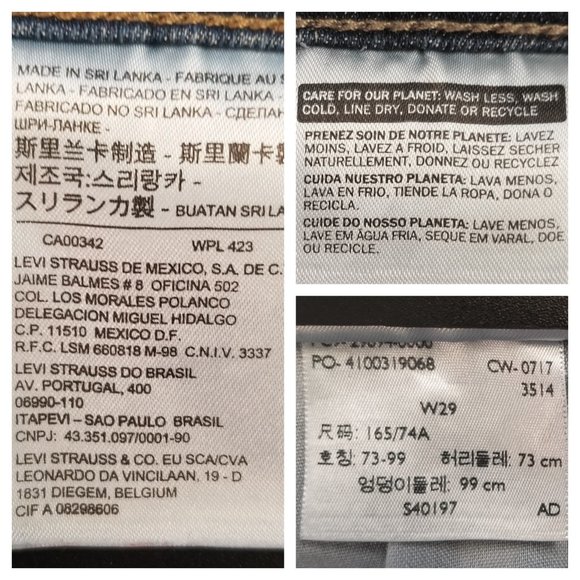 MADE IN SRI LANKA - FABRIQUE AU
LANKA - FABRICADO EN SRI LANKA -
FABRICADO NO SRI LANKA -
ШРИ-ЛАНКЕ -
斯里兰卡制造 - 斯里蘭卡
제조국:스리랑카 -
スリランカ製 - BUATAN SRI
CA00342 WPL 423
LEVI STRAUSS DE MEXICO, S.A. DE C.
JAIME BALMES # 8 OFICINA 502
COL. LOS MORALES POLANCO
DELEGACION MIGUEL HIDALGO
C.P. 11510 MEXICO D.F.
R.F.C. LSM 660818 M-98 C.N.I.V. 3337
LEVI STRAUSS DO BRASIL
AV. PORTUGAL, 400
06990-110
ITAPEVI – SAO PAULO BRASIL
CNPJ: 43.351.097/0001-90
LEVI STRAUSS & CO. EU SCA/CVA
LEONARDO DA VINCILAAN, 19 - D
1831 DIEGEM, BELGIUM
CIF A 08298606
CARE FOR OUR PLANET: WASH LESS, WASH
COLD, LINE DRY, DONATE OR RECYCLE
PRENEZ SOIN DE NOTRE PLANETE: LAVEZ
MOINS, LAVEZ A FROID, LAISSEZ SECHER
NATURELLEMENT, DONNEZ OU RECYCLEZ
CUIDA NUESTRO PLANETA: LAVA MENOS,
LAVA EN FRIO, TIENDE LA ROPA, DONA O
RECICLA.
CUIDE DO NOSSO PLANETA: LAVE MENOS,
LAVE EM ÁGUA FRIA, SEQUE EM VARAL, DOE
OU RECICLE.
PO- 4100319068 CW- 0717
3514
W29
尺码: 165/74A
호칭: 73-99 허리둘레: 73 cm
엉덩이둘레: 99 cm
S40197 AD